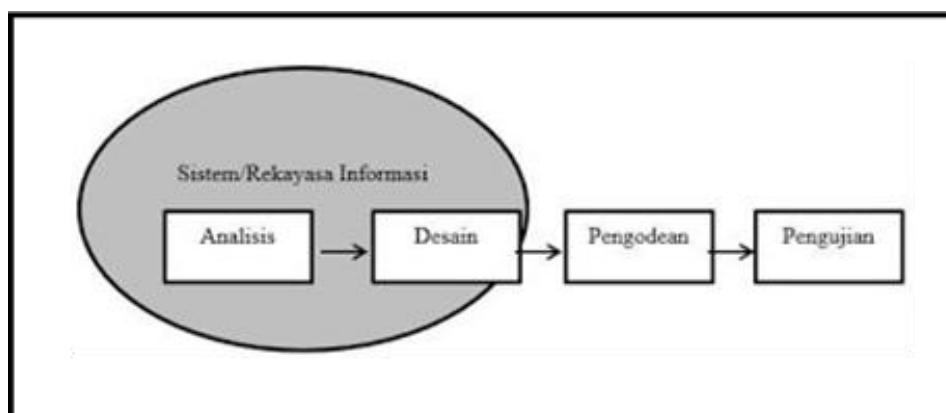 Sistem/Rekayasa Informasi
Analisis
Desain
Pengodean
Pengujian